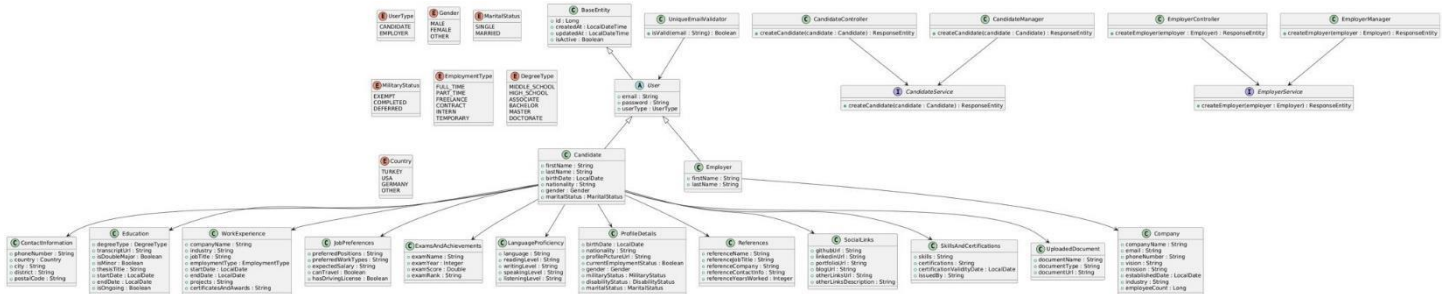 UserType
CANDIDATE
EMPLOYER
Gender
MALE
FEMALE
OTHER
MaritalStatus
SINGLE
MARRIED
BaseEntity
id : Long
createdAt : LocalDateTime
updatedAt : LocalDateTime
isActive : Boolean
UniqueEmailValidator
isValid(email : String) : Boolean
CandidateController
createCandidate(candidate : Candidate) : ResponseEntity
CandidateManager
createCandidate(candidate : Candidate) : ResponseEntity
EmployerController
createEmployer(employer : Employer) : ResponseEntity
EmployerManager
createEmployer(employer : Employer) : ResponseEntity
MilitaryStatus
EXEMPT
COMPLETED
DEFERRED
EmploymentType
FULL_TIME
PART_TIME
FREELANCE
CONTRACT
INTERN
TEMPORARY
DegreeType
MIDDLE_SCHOOL
HIGH_SCHOOL
ASSOCIATE
BACHELOR
MASTER
DOCTORATE
User
email : String
password : String
userType : UserType
CandidateService
createCandidate(candidate : Candidate) : ResponseEntity
EmployerService
createEmployer(employer : Employer) : ResponseEntity
Country
TURKEY
USA
GERMANY
OTHER
Candidate
firstName : String
lastName : String
birthDate : LocalDate
nationality : String
gender : Gender
maritalStatus : MaritalStatus
Employer
firstName : String
lastName : String
ContactInformation
phoneNumber : String
country : Country
city : String
district : String
postalCode : String
Education
degreeType : DegreeType
transcriptUrl : String
isDoubleMajor : Boolean
isMinor : Boolean
thesisTitle : String
startDate : LocalDate
endDate : LocalDate
isOngoing : Boolean
WorkExperience
companyName : String
industry : String
jobTitle : String
employmentType : EmploymentType
startDate : LocalDate
endDate : LocalDate
projects : String
certificatesAndAwards : String
JobPreferences
preferredPositions : String
preferredWorkTypes : String
expectedSalary : String
canTravel : Boolean
hasDrivingLicense : Boolean
ExamsAndAchievements
examName : String
examYear : Integer
examScore : Double
examRank : String
LanguageProficiency
language : String
readingLevel : String
writingLevel : String
speakingLevel : String
listeningLevel : String
ProfileDetails
birthDate : LocalDate
nationality : String
profilePictureUrl : String
currentEmploymentStatus : Boolean
gender : Gender
militaryStatus : MilitaryStatus
disabilityStatus : DisabilityStatus
maritalStatus : MaritalStatus
References
referenceName : String
referenceJobTitle : String
referenceCompany : String
referenceContactInfo : String
referenceYearsWorked : Integer
SocialLinks
githubUrl : String
linkedinUrl : String
portfolioUrl : String
blogUrl : String
otherLinksUrl : String
otherLinksDescription : String
SkillsAndCertifications
skills : String
certifications : String
certificationValidityDate : LocalDate
issuedBy : String
UploadedDocument
documentName : String
documentType : String
documentUrl : String
Company
companyName : String
email : String
phoneNumber : String
vision : String
mission : String
establishedDate : LocalDate
industry : String
employeeCount : Long